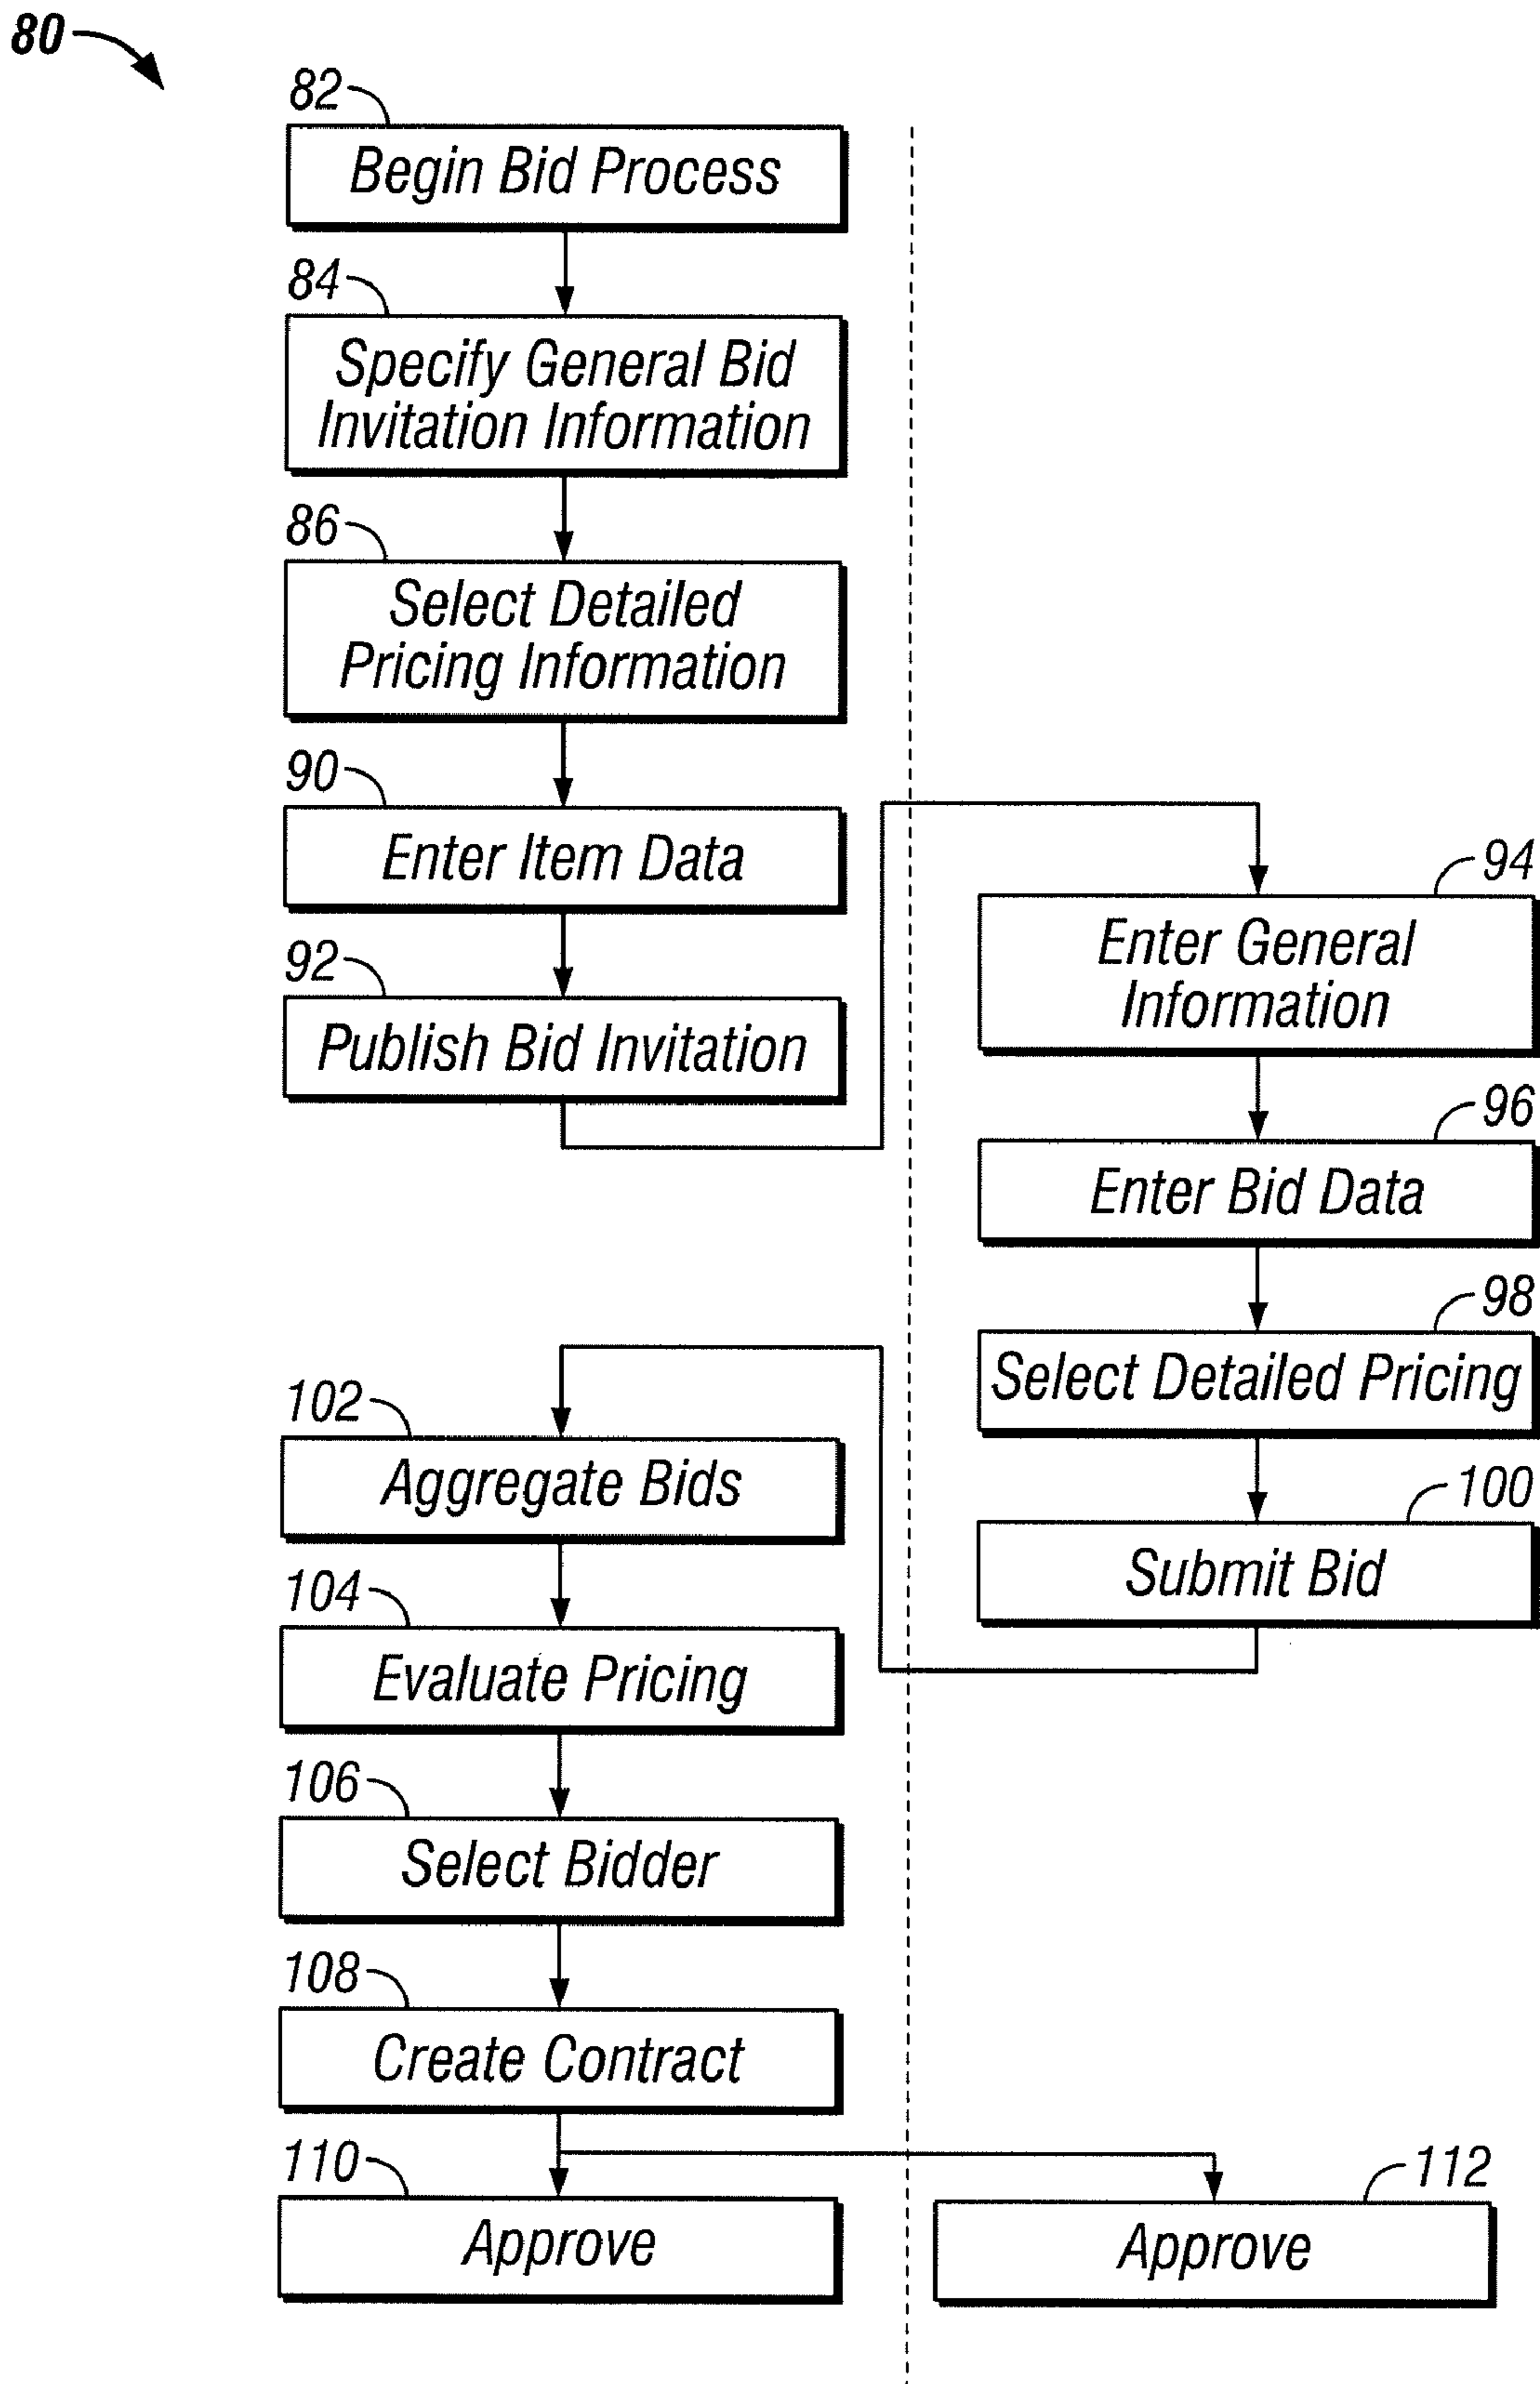 80
82
Begin Bid Process
84
Specify General Bid
Invitation Information
86
Select Detailed
Pricing Information
90
Enter Item Data
92
Publish Bid Invitation
94
Enter General
Information
96
Enter Bid Data
98
Select Detailed Pricing
100
Submit Bid
102
Aggregate Bids
104
Evaluate Pricing
106
Select Bidder
108
Create Contract
110
Approve
112
Approve